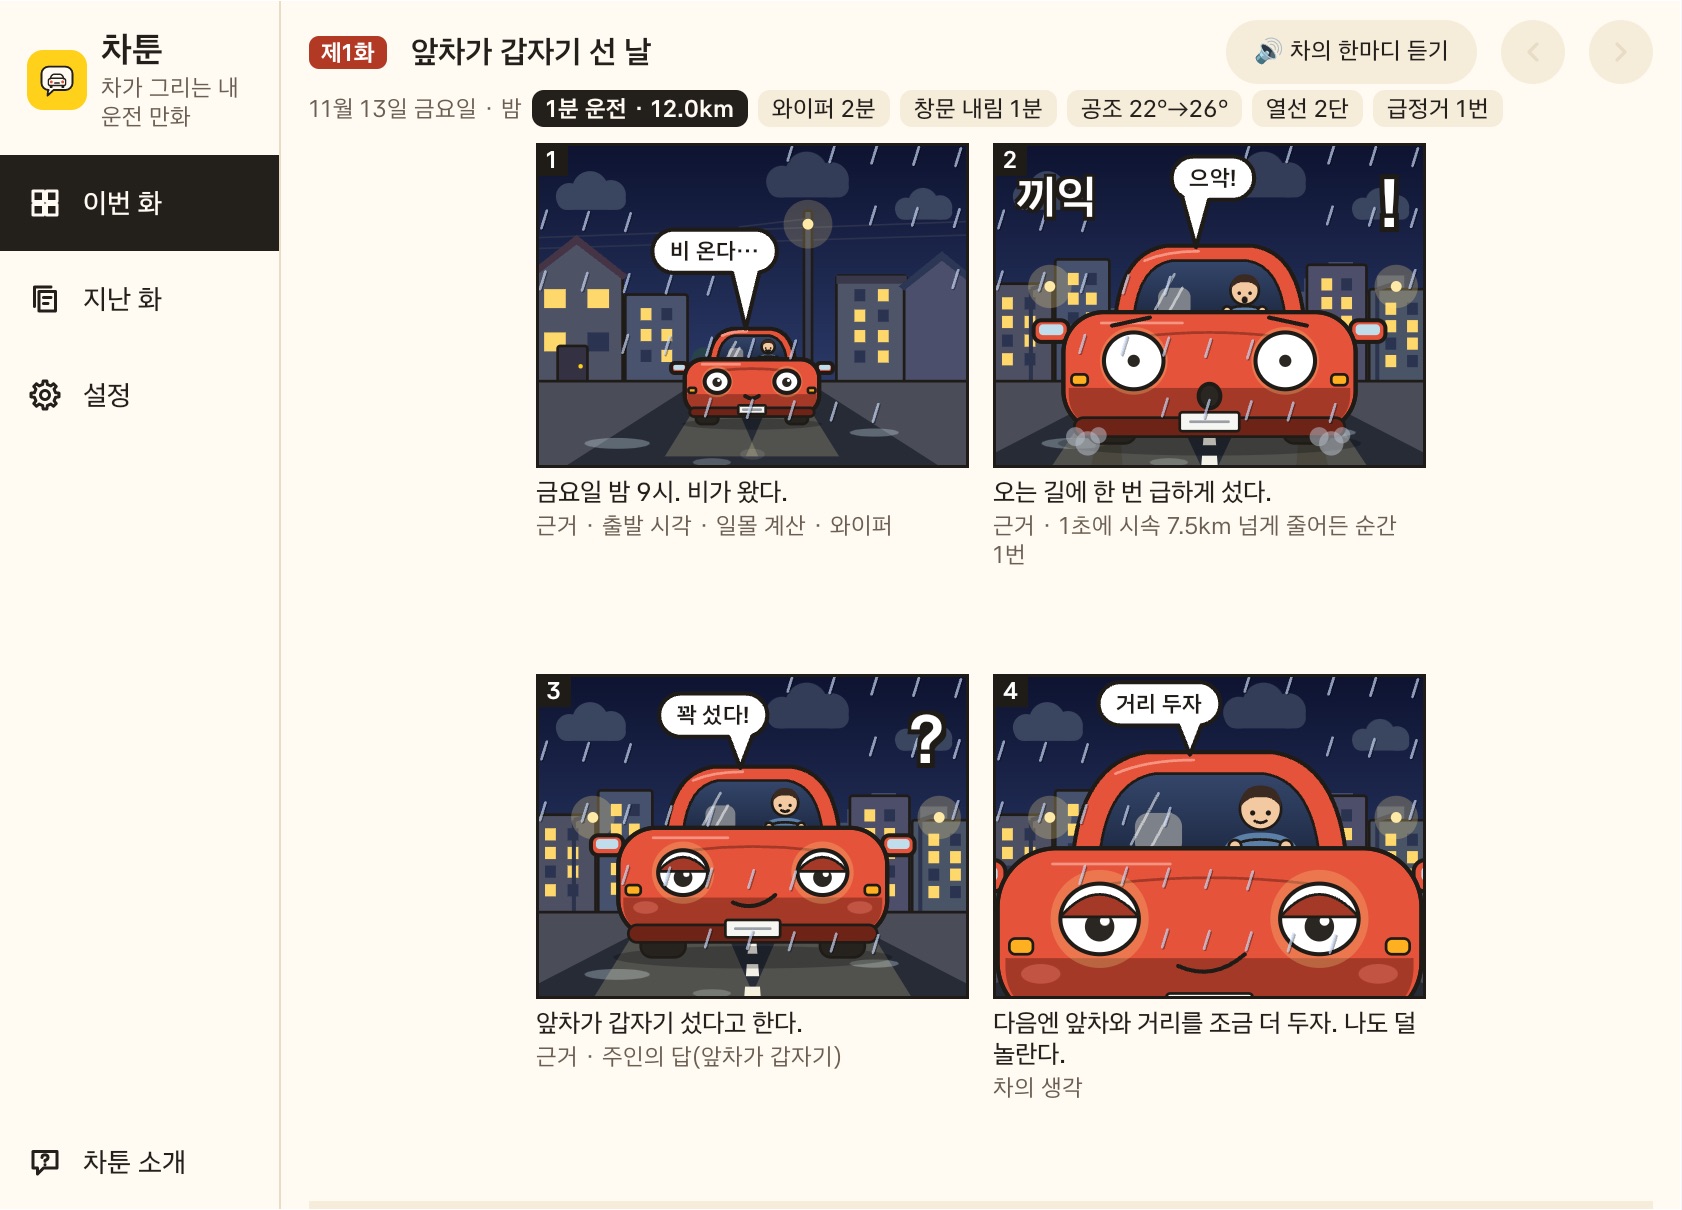 차툰
차가 그리는 내
운전 만화
이번 화
지난 화
설정
차툰 소개
제1화 앞차가 갑자기 선 날
🔊 차의 한마디 듣기
11월 13일 금요일 · 밤 1분 운전 · 12.0km 와이퍼 2분 창문 내림 1분 공조 22°→26° 열선 2단 급정거 1번
1
비 온다…
금요일 밤 9시. 비가 왔다.
근거 · 출발 시각 · 일몰 계산 · 와이퍼
2
끼익
으악!
!
오는 길에 한 번 급하게 섰다.
근거 · 1초에 시속 7.5km 넘게 줄어든 순간
1번
3
꽉 섰다!
?
앞차가 갑자기 섰다고 한다.
근거 · 주인의 답(앞차가 갑자기)
4
거리 두자
다음엔 앞차와 거리를 조금 더 두자. 나도 덜
놀란다.
차의 생각